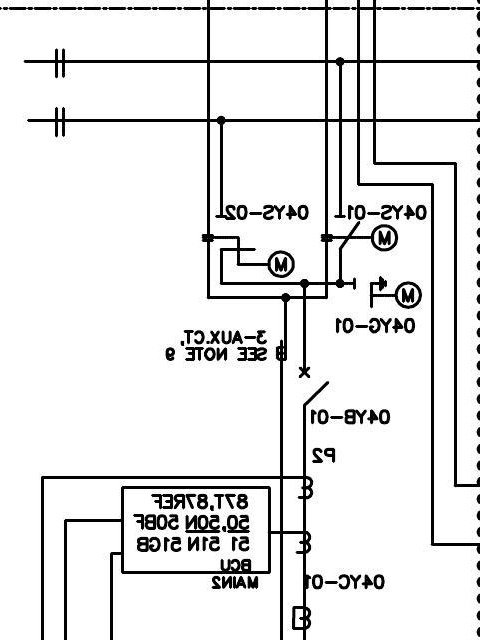 04YS-02
04YS-01
M
M
M
04YG-01
3-AUX.CT,
SEE NOTE 9
04YB-01
P2
87T,87REF
50,50N 50BF
51 51N 51GB
BCU
MAIN2
04YC-01